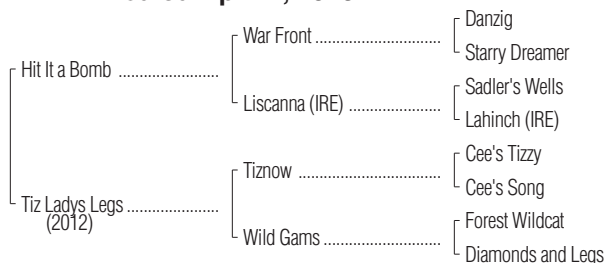 War Front
Danzig
Hit It a Bomb
Starry Dreamer
Liscanna (IRE)
Sadler's Wells
Lahinch (IRE)
Tiznow
Cee's Tizzy
Tiz Ladys Legs
(2012)
Cee's Song
Wild Gams
Forest Wildcat
Diamonds and Legs